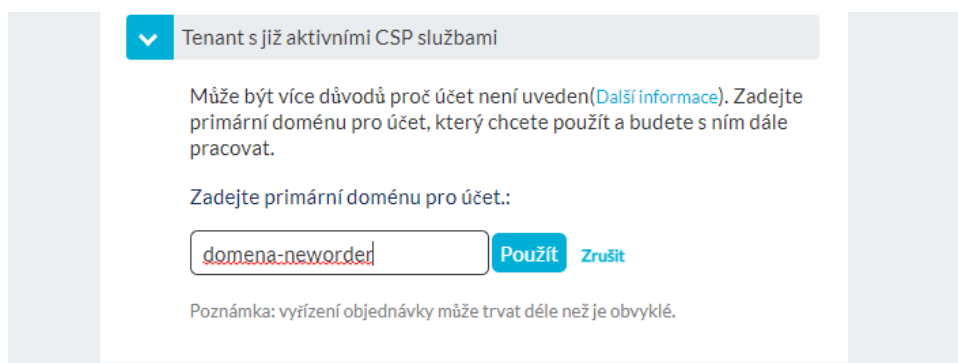 Tenant s již aktivními CSP službami
Může být více důvodů proč účet není uveden(Další informace). Zadejte
primární doménu pro účet, který chcete použít a budete s ním dále
pracovat.
Zadejte primární doménu pro účet.:
domena-neworder Použít Zrušit
Poznámka: vyřízení objednávky může trvat déle než je obvyklé.